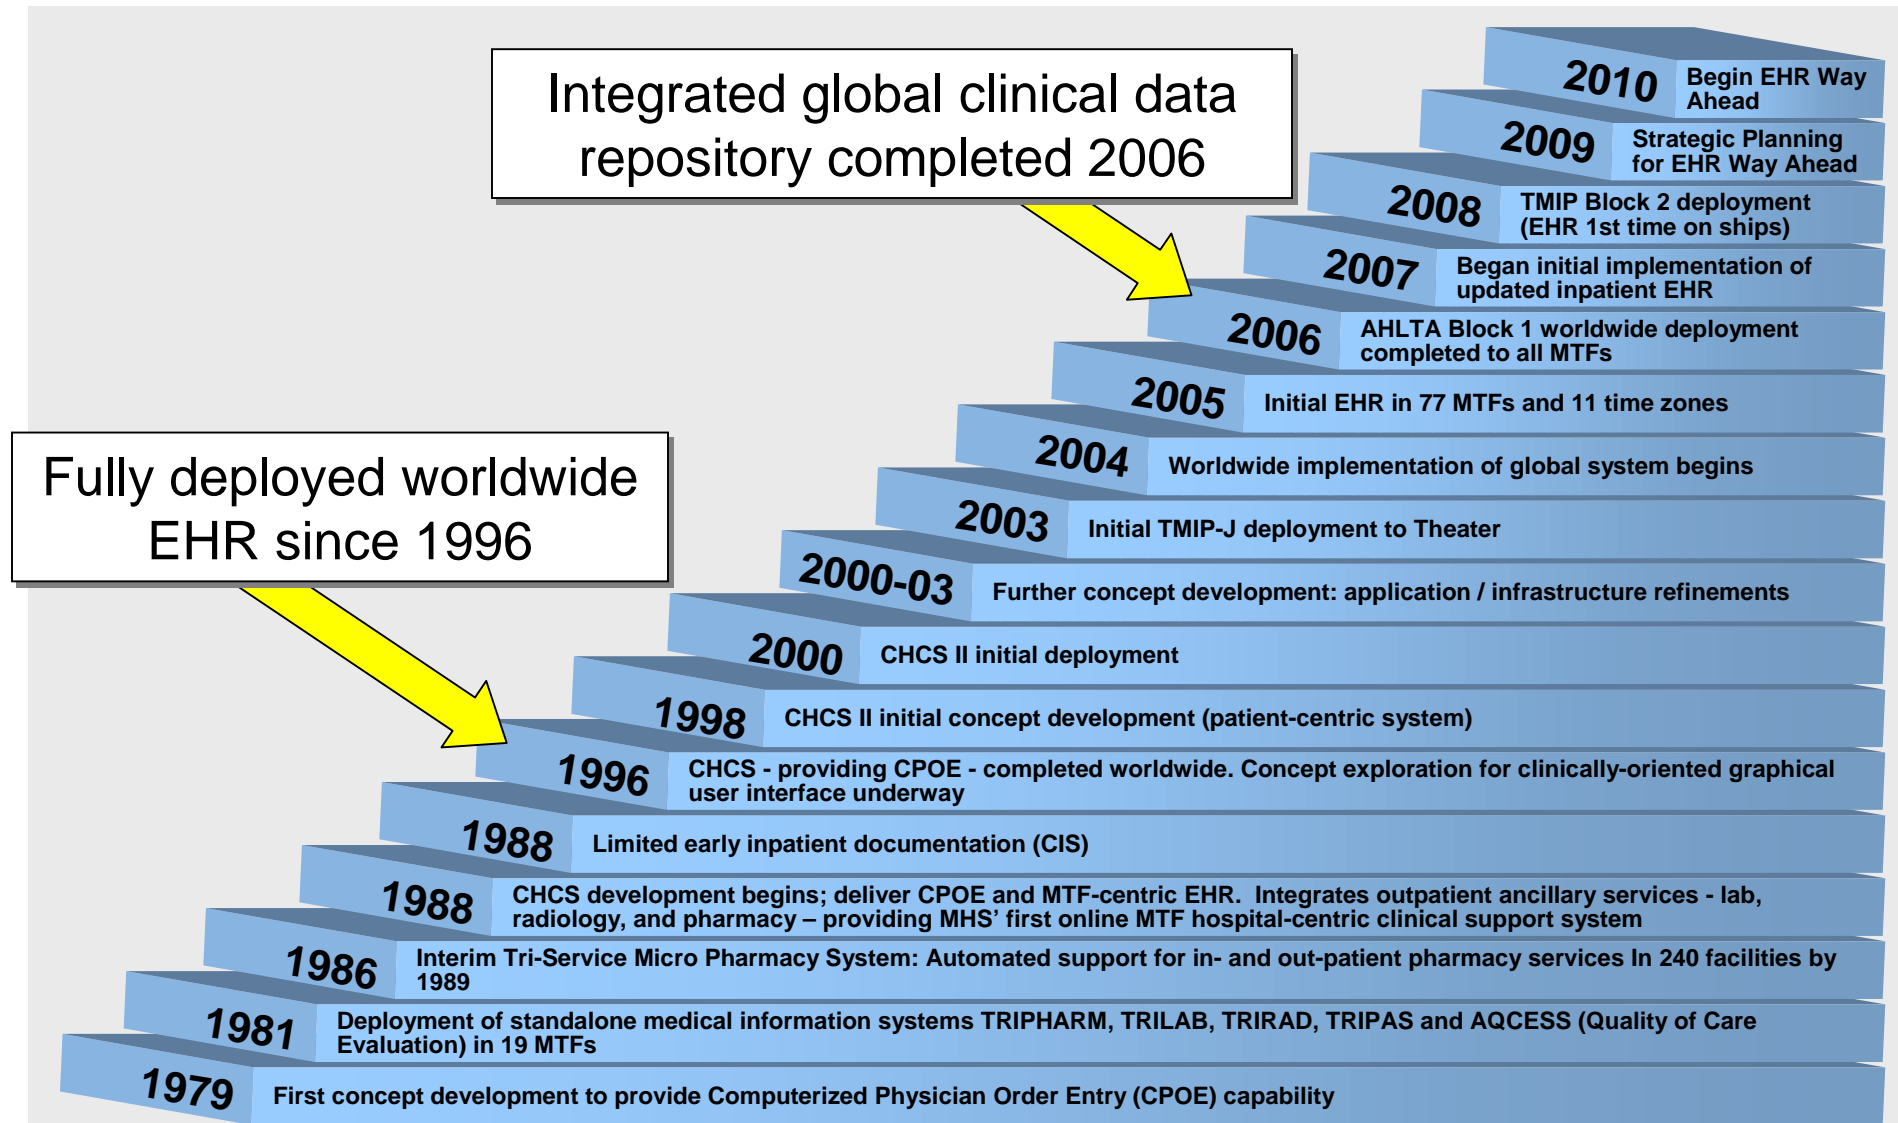 Integrated global clinical data
repository completed 2006
Fully deployed worldwide
EHR since 1996
2010
Begin EHR Way
Ahead
2009
Strategic Planning
for EHR Way Ahead
2008
TMIP Block 2 deployment
(EHR 1st time on ships)
2007
Began initial implementation of
updated inpatient EHR
2006
AHLTA Block 1 worldwide deployment
completed to all MTFs
2005
Initial EHR in 77 MTFs and 11 time zones
2004
Worldwide implementation of global system begins
2003
Initial TMIP-J deployment to Theater
2000-03
Further concept development: application / infrastructure refinements
2000
CHCS II initial deployment
1998
CHCS II initial concept development (patient-centric system)
1996
CHCS - providing CPOE - completed worldwide. Concept exploration for clinically-oriented graphical
user interface underway
1988
Limited early inpatient documentation (CIS)
1988
CHCS development begins; deliver CPOE and MTF-centric EHR.  Integrates outpatient ancillary services - lab,
radiology, and pharmacy – providing MHS’ first online MTF hospital-centric clinical support system
1986
Interim Tri-Service Micro Pharmacy System: Automated support for in- and out-patient pharmacy services In 240 facilities by
1989
1981
Deployment of standalone medical information systems TRIPHARM, TRILAB, TRIRAD, TRIPAS and AQCESS (Quality of Care
Evaluation) in 19 MTFs
1979
First concept development to provide Computerized Physician Order Entry (CPOE) capability